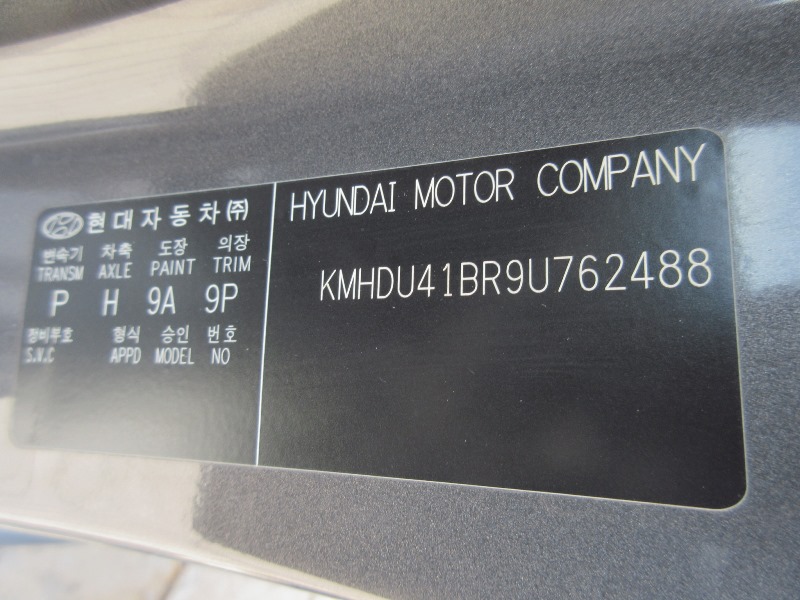 현대자동차㈜
변속기 차축 도장 의장
TRANSM AXLE PAINT TRIM
P H 9A 9P
정비부호 형식 승인 번호
S.V.C APPD MODEL NO
HYUNDAI MOTOR COMPANY
KMHDU41BR9U762488